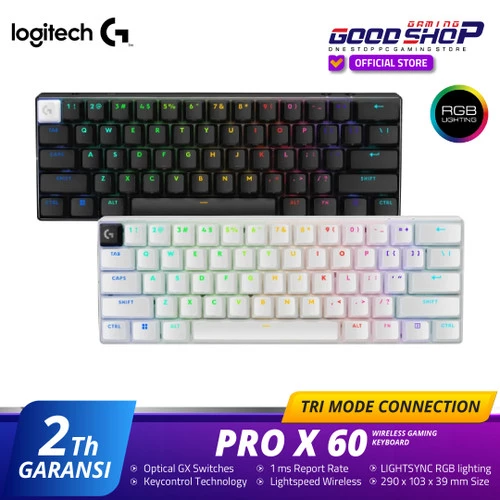 logitech G
GAMING
GOODSHOP
ONE STOP PC GAMING STORE
OFFICIAL STORE
RGB
LIGHTING
TRI MODE CONNECTION
2Th
GARANSI
PRO X 60
WIRELESS GAMING
KEYBOARD
• Optical GX Switches
• 1 ms Report Rate
• LIGHTSYNC RGB lighting
• Keycontrol Technology
• Lightspeed Wireless
• 290 x 103 x 39 mm Size